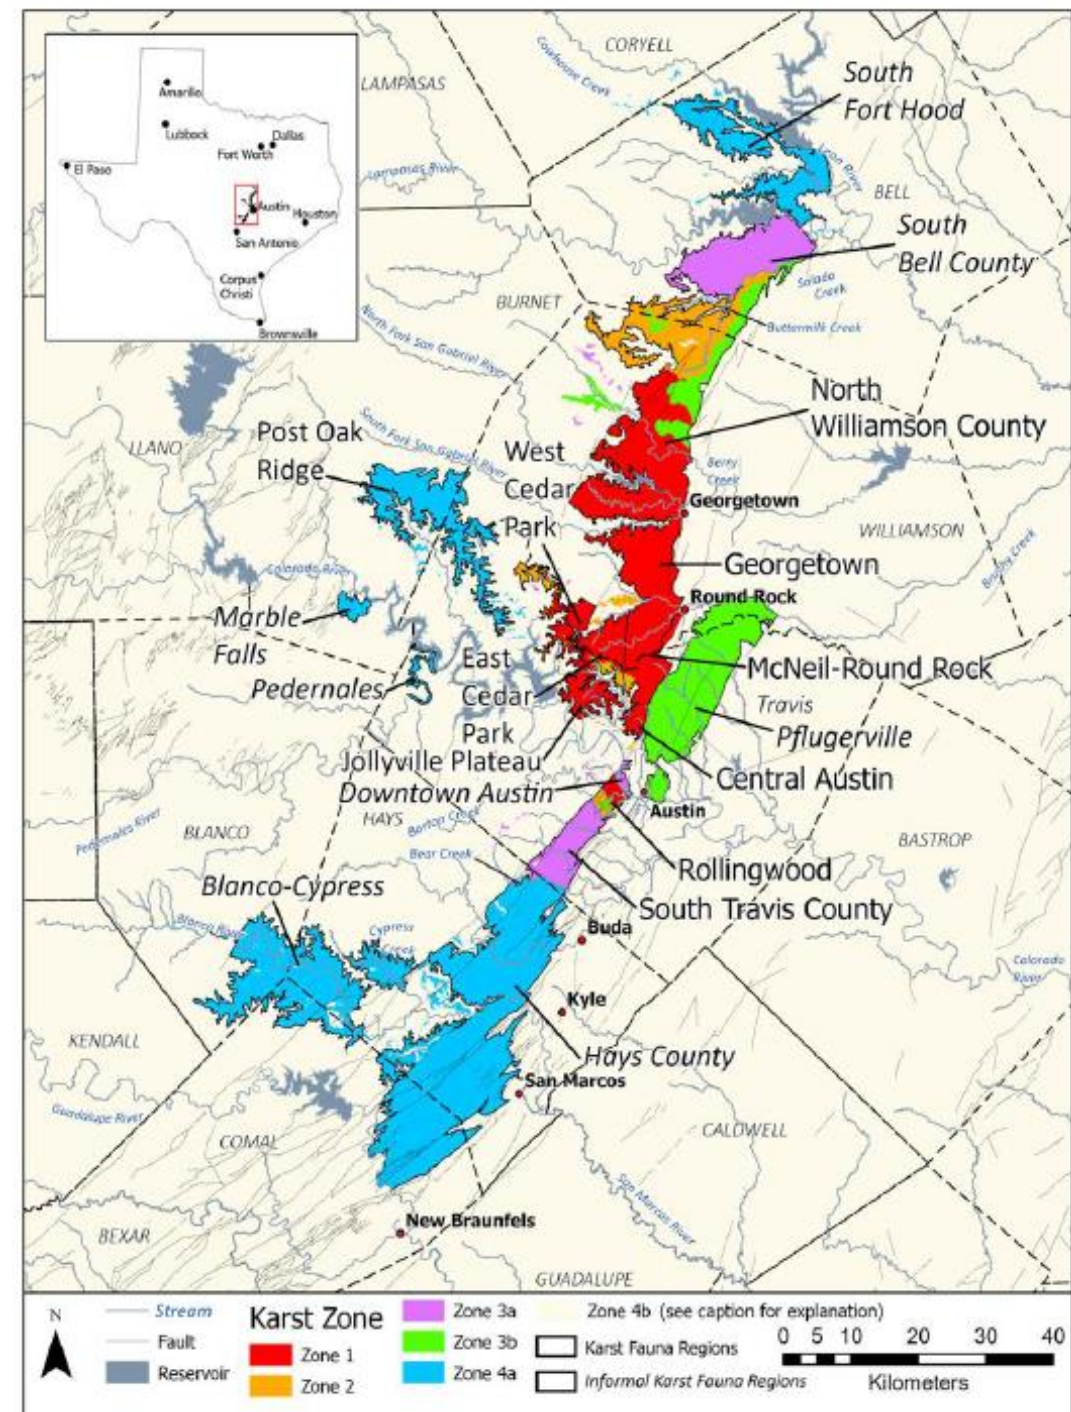 Amarillo
Lubbock
Dallas
Fort Worth
El Paso
Austin
Houston
San Antonio
Corpus
Christi
Brownsville
CORYELL
LAMPASAS
Cowhouse Creek
South
Fort Hood
Leon River
Lampasas River
BELL
South
Bell County
Salado
Creek
BURNET
Buttermilk Creek
North Fork San Gabriel River
North
Williamson County
LLANO
Post Oak
Ridge
South Fork San Gabriel River
West
Cedar
Park
Berry
Creek
Georgetown
WILLIAMSON
Brushy Creek
Georgetown
Colorado River
Round Rock
Marble
Falls
McNeil-Round Rock
East
Cedar
Park
Pedernales
Travis
Pflugerville
Jollyville Plateau
Central Austin
Downtown Austin
Austin
HAYS
Barton Creek
Pedernales River
BLANCO
Bear Creek
BASTROP
Rollingwood
Blanco-Cypress
South Travis County
Blanco River
Cypress
Creek
Buda
Colorado
River
Kyle
KENDALL
Hays County
San Marcos
Guadalupe River
COMAL
CALDWELL
San Marcos River
New Braunfels
BEXAR
GUADALUPE
N
Stream
Fault
Reservoir
Karst Zone
Zone 1
Zone 2
Zone 3a
Zone 3b
Zone 4a
Zone 4b (see caption for explanation)
Karst Fauna Regions
Informal Karst Fauna Regions
0 5 10 20 30 40
Kilometers